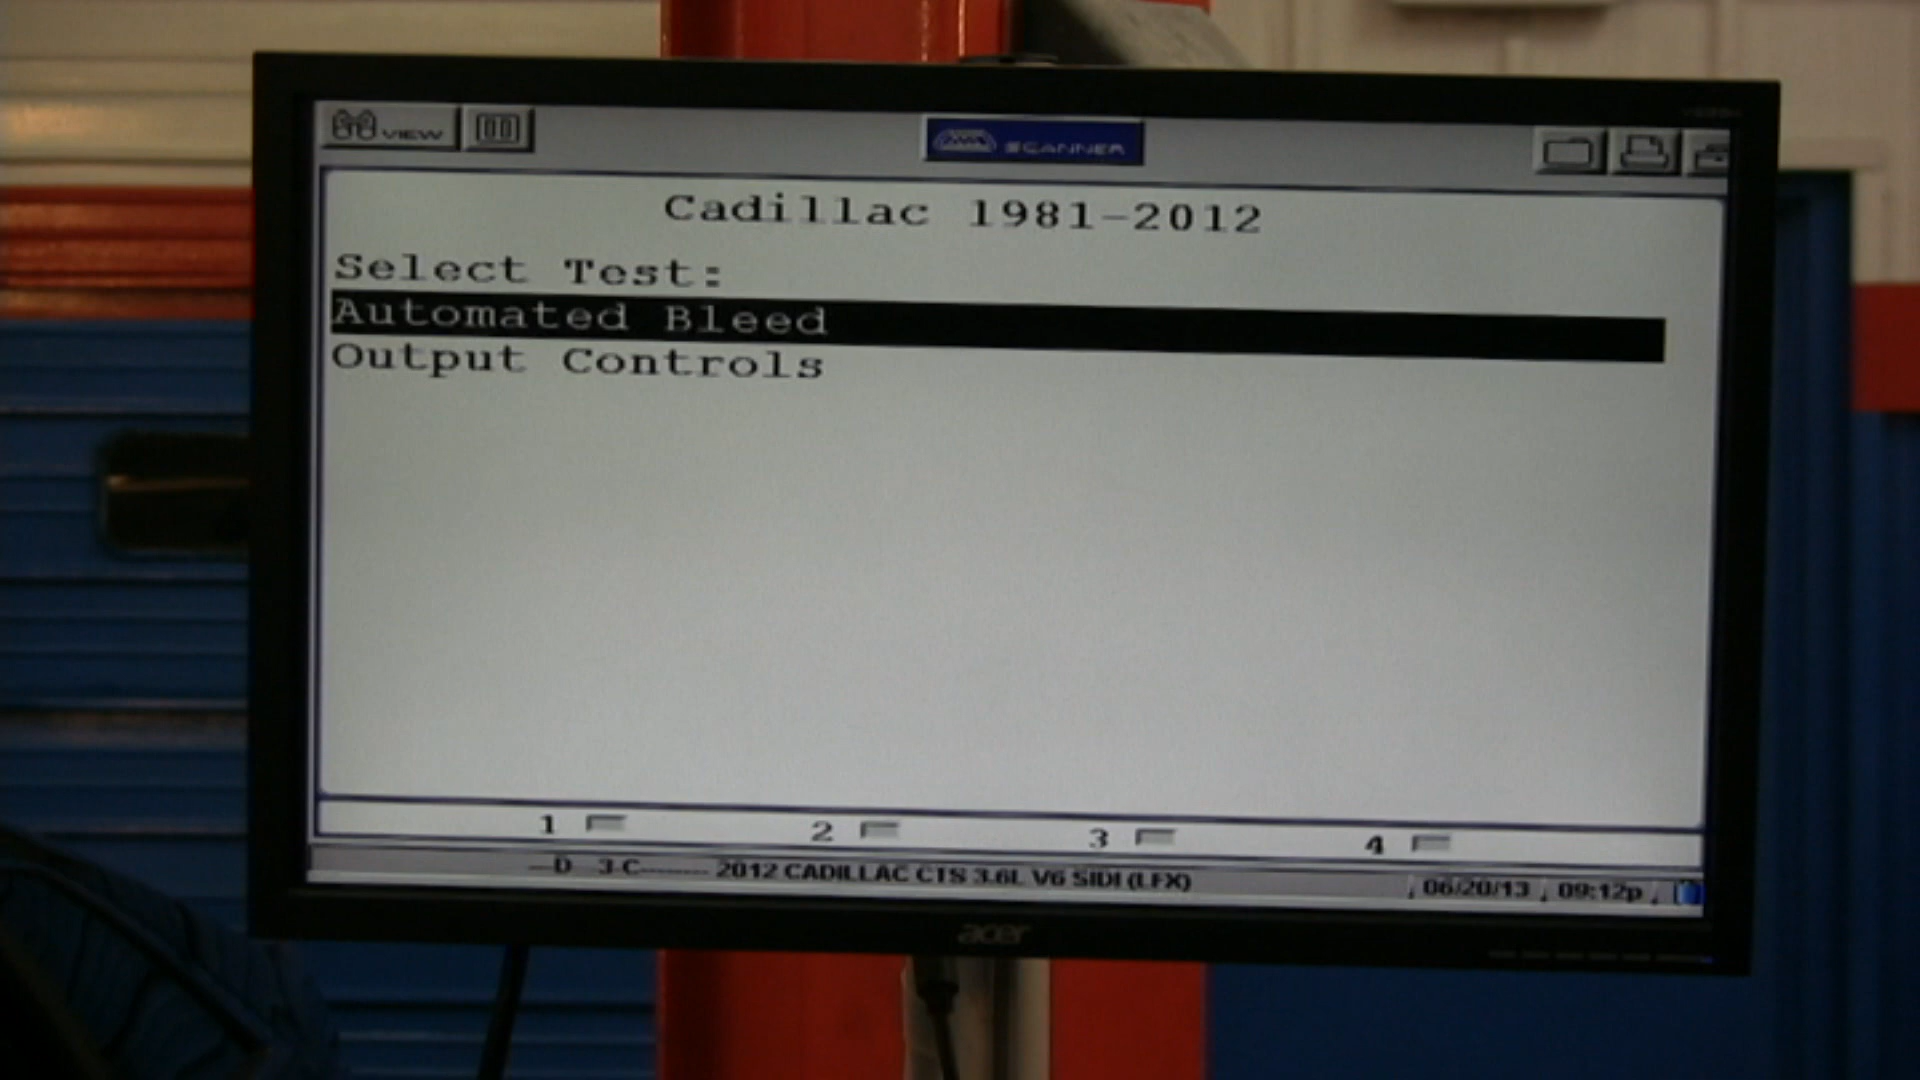 VIEW
SCANNER
Cadillac 1981-2012
Select Test:
Automated Bleed
Output Controls
1 2 3 4
---D 3-C-------- 2012 CADILLAC CTS 3.6L V6 SIDI (LFX) , 06/20/13 , 09:12p ,
acer